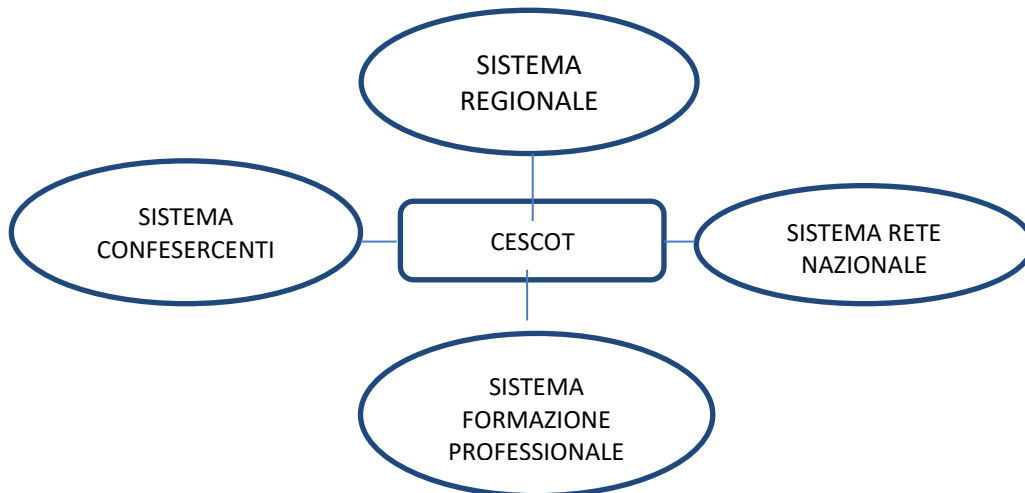 SISTEMA
REGIONALE
SISTEMA
CONFESERCENTI
CESCOT
SISTEMA RETE
NAZIONALE
SISTEMA
FORMAZIONE
PROFESSIONALE